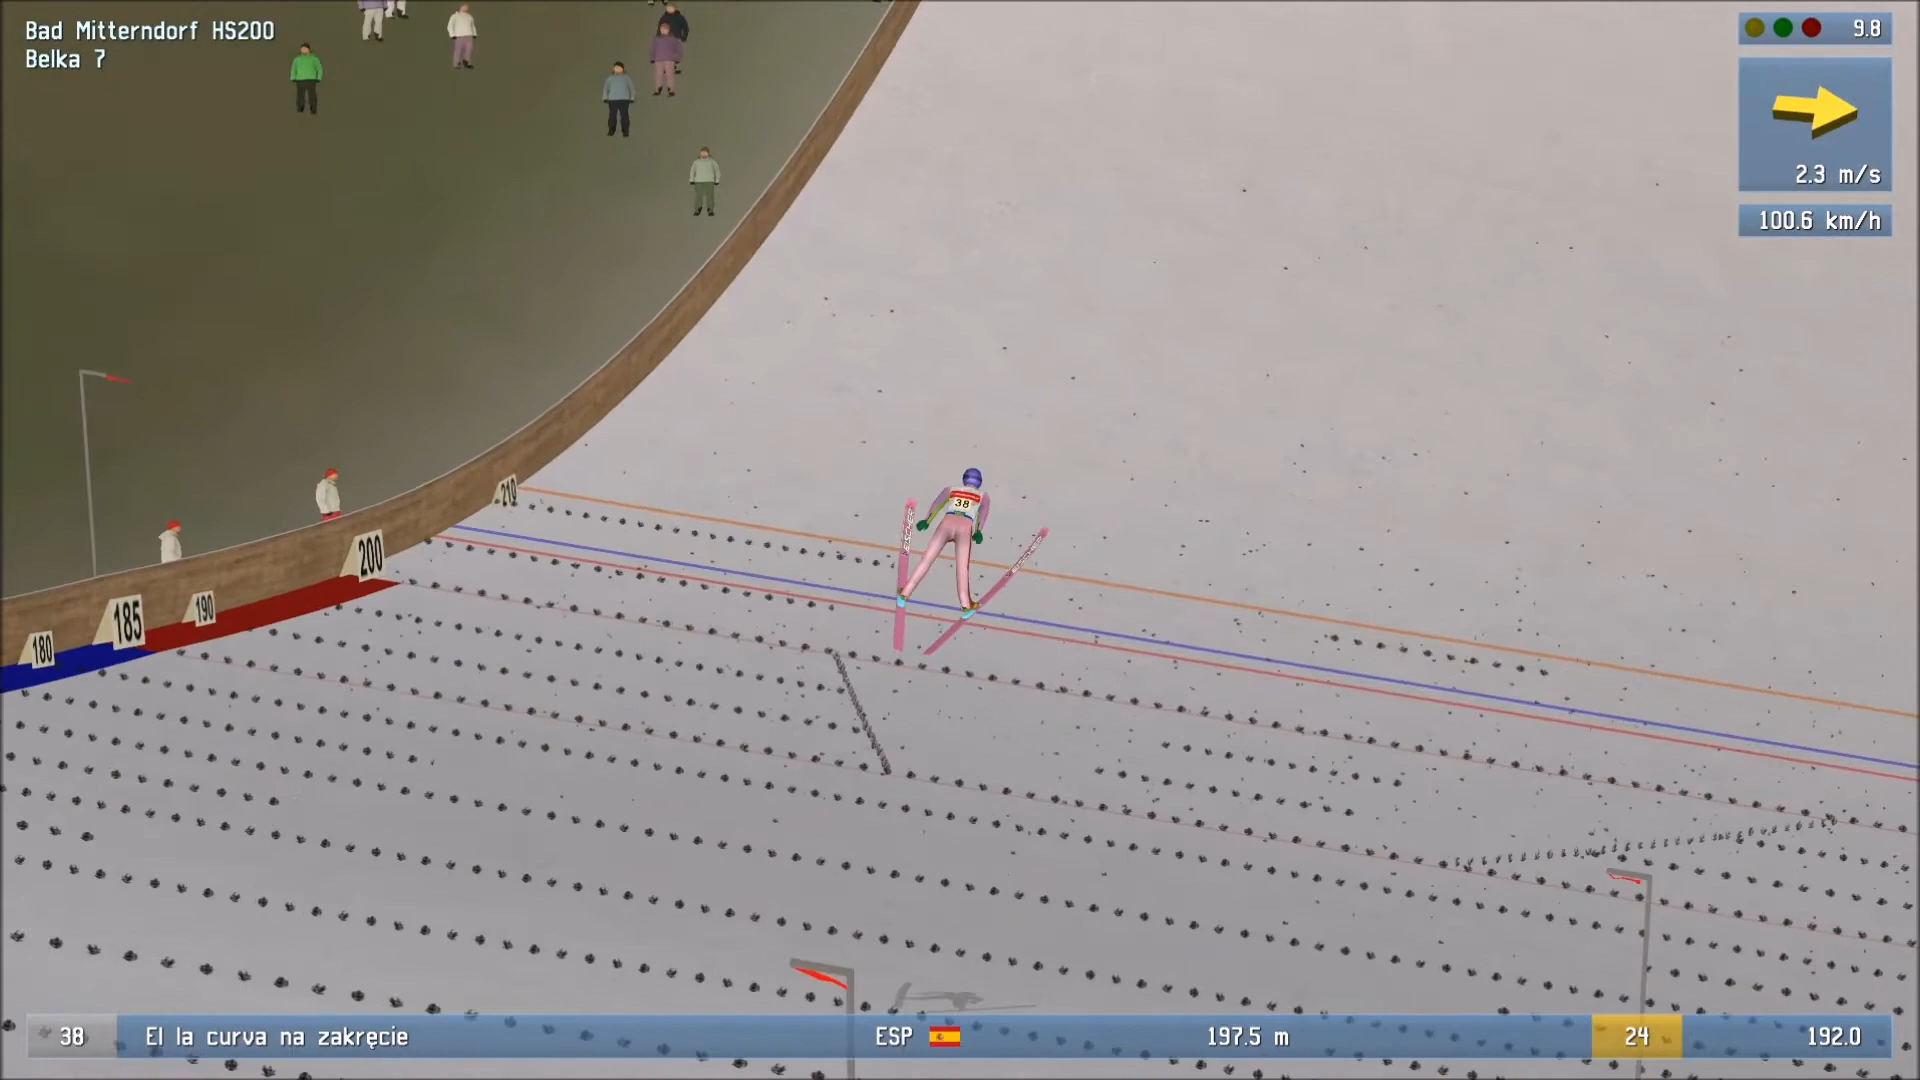 Bad Mitterndorf HS200
Belka 7
9.8
2.3 m/s
100.6 km/h
210
200
190
185
180
38
FISCHER
38 El la curva na zakręcie ESP 197.5 m 24 192.0